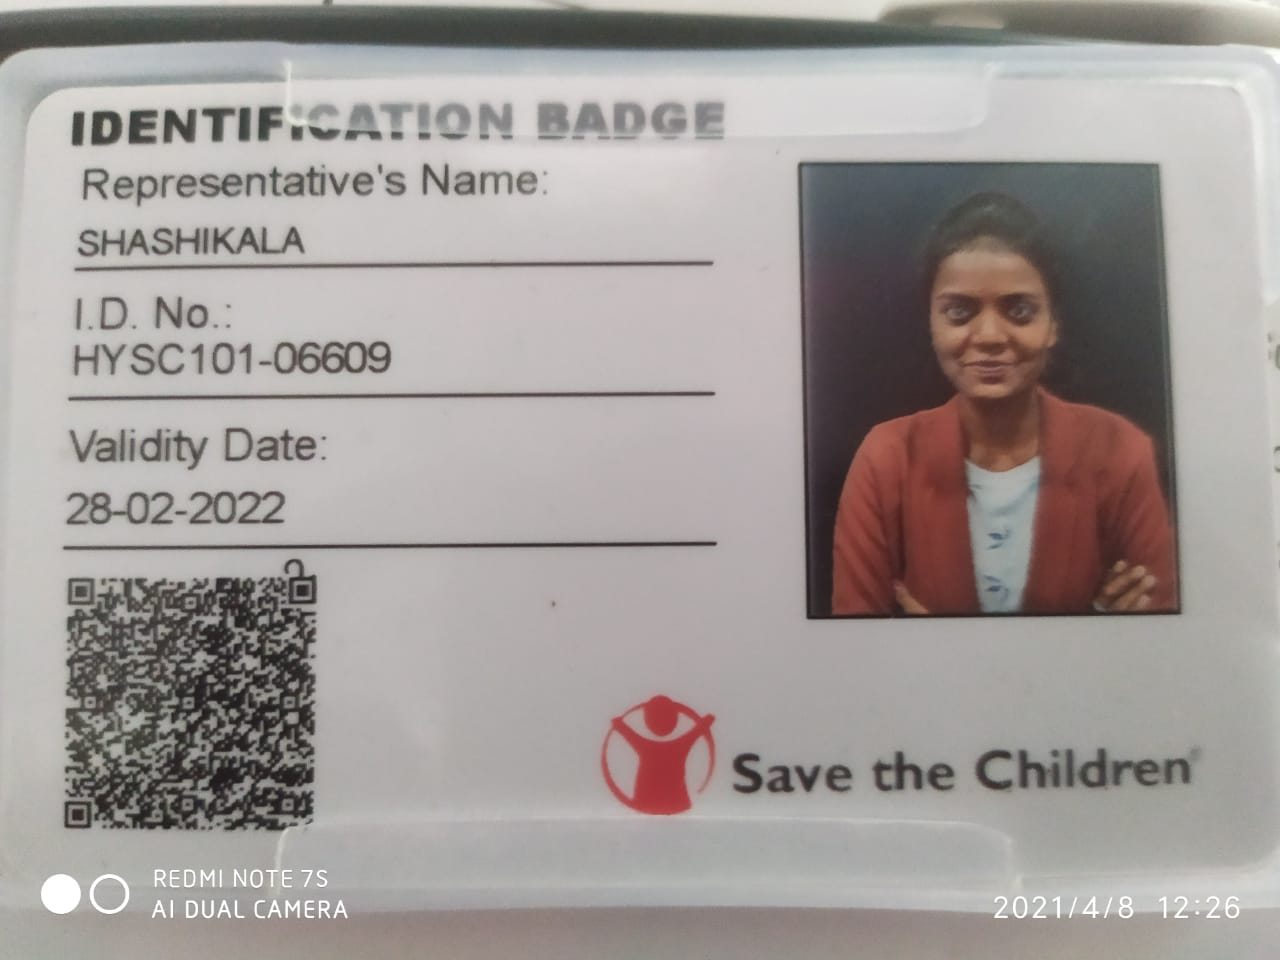 IDENTIFICATION BADGE
Representative's Name:
SHASHIKALA
I.D. No.:
HYSC101-06609
Validity Date:
28-02-2022
Save the Children®
REDMI NOTE 7S
AI DUAL CAMERA
2021/4/8 12:26